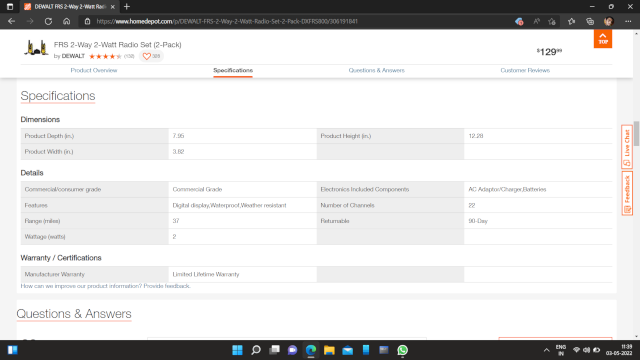 DEWALT FRS 2-Way 2-Watt Radi
https://www.homedepot.com/p/DEWALT-FRS-2-Way-2-Watt-Radio-Set-2-Pack-DXFRS800/306191841
FRS 2-Way 2-Watt Radio Set (2-Pack)
by DEWALT
$129.99
TOP
Product Overview
Specifications
Questions & Answers
Customer Reviews
Specifications
Dimensions
Product Depth (in.) 7.95 Product Height (in.) 12.28
Product Width (in.) 3.82
Details
Commercial/consumer grade Commercial Grade Electronics Included Components AC Adaptor/Charger,Batteries
Features Digital display,Waterproof,Weather resistant Number of Channels 22
Range (miles) 37 Returnable 90-Day
Wattage (watts) 2
Warranty / Certifications
Manufacturer Warranty Limited Lifetime Warranty
How can we improve our product information? Provide feedback.
Questions & Answers
Live Chat
Feedback
ENG
IN
11:39
03-05-2022